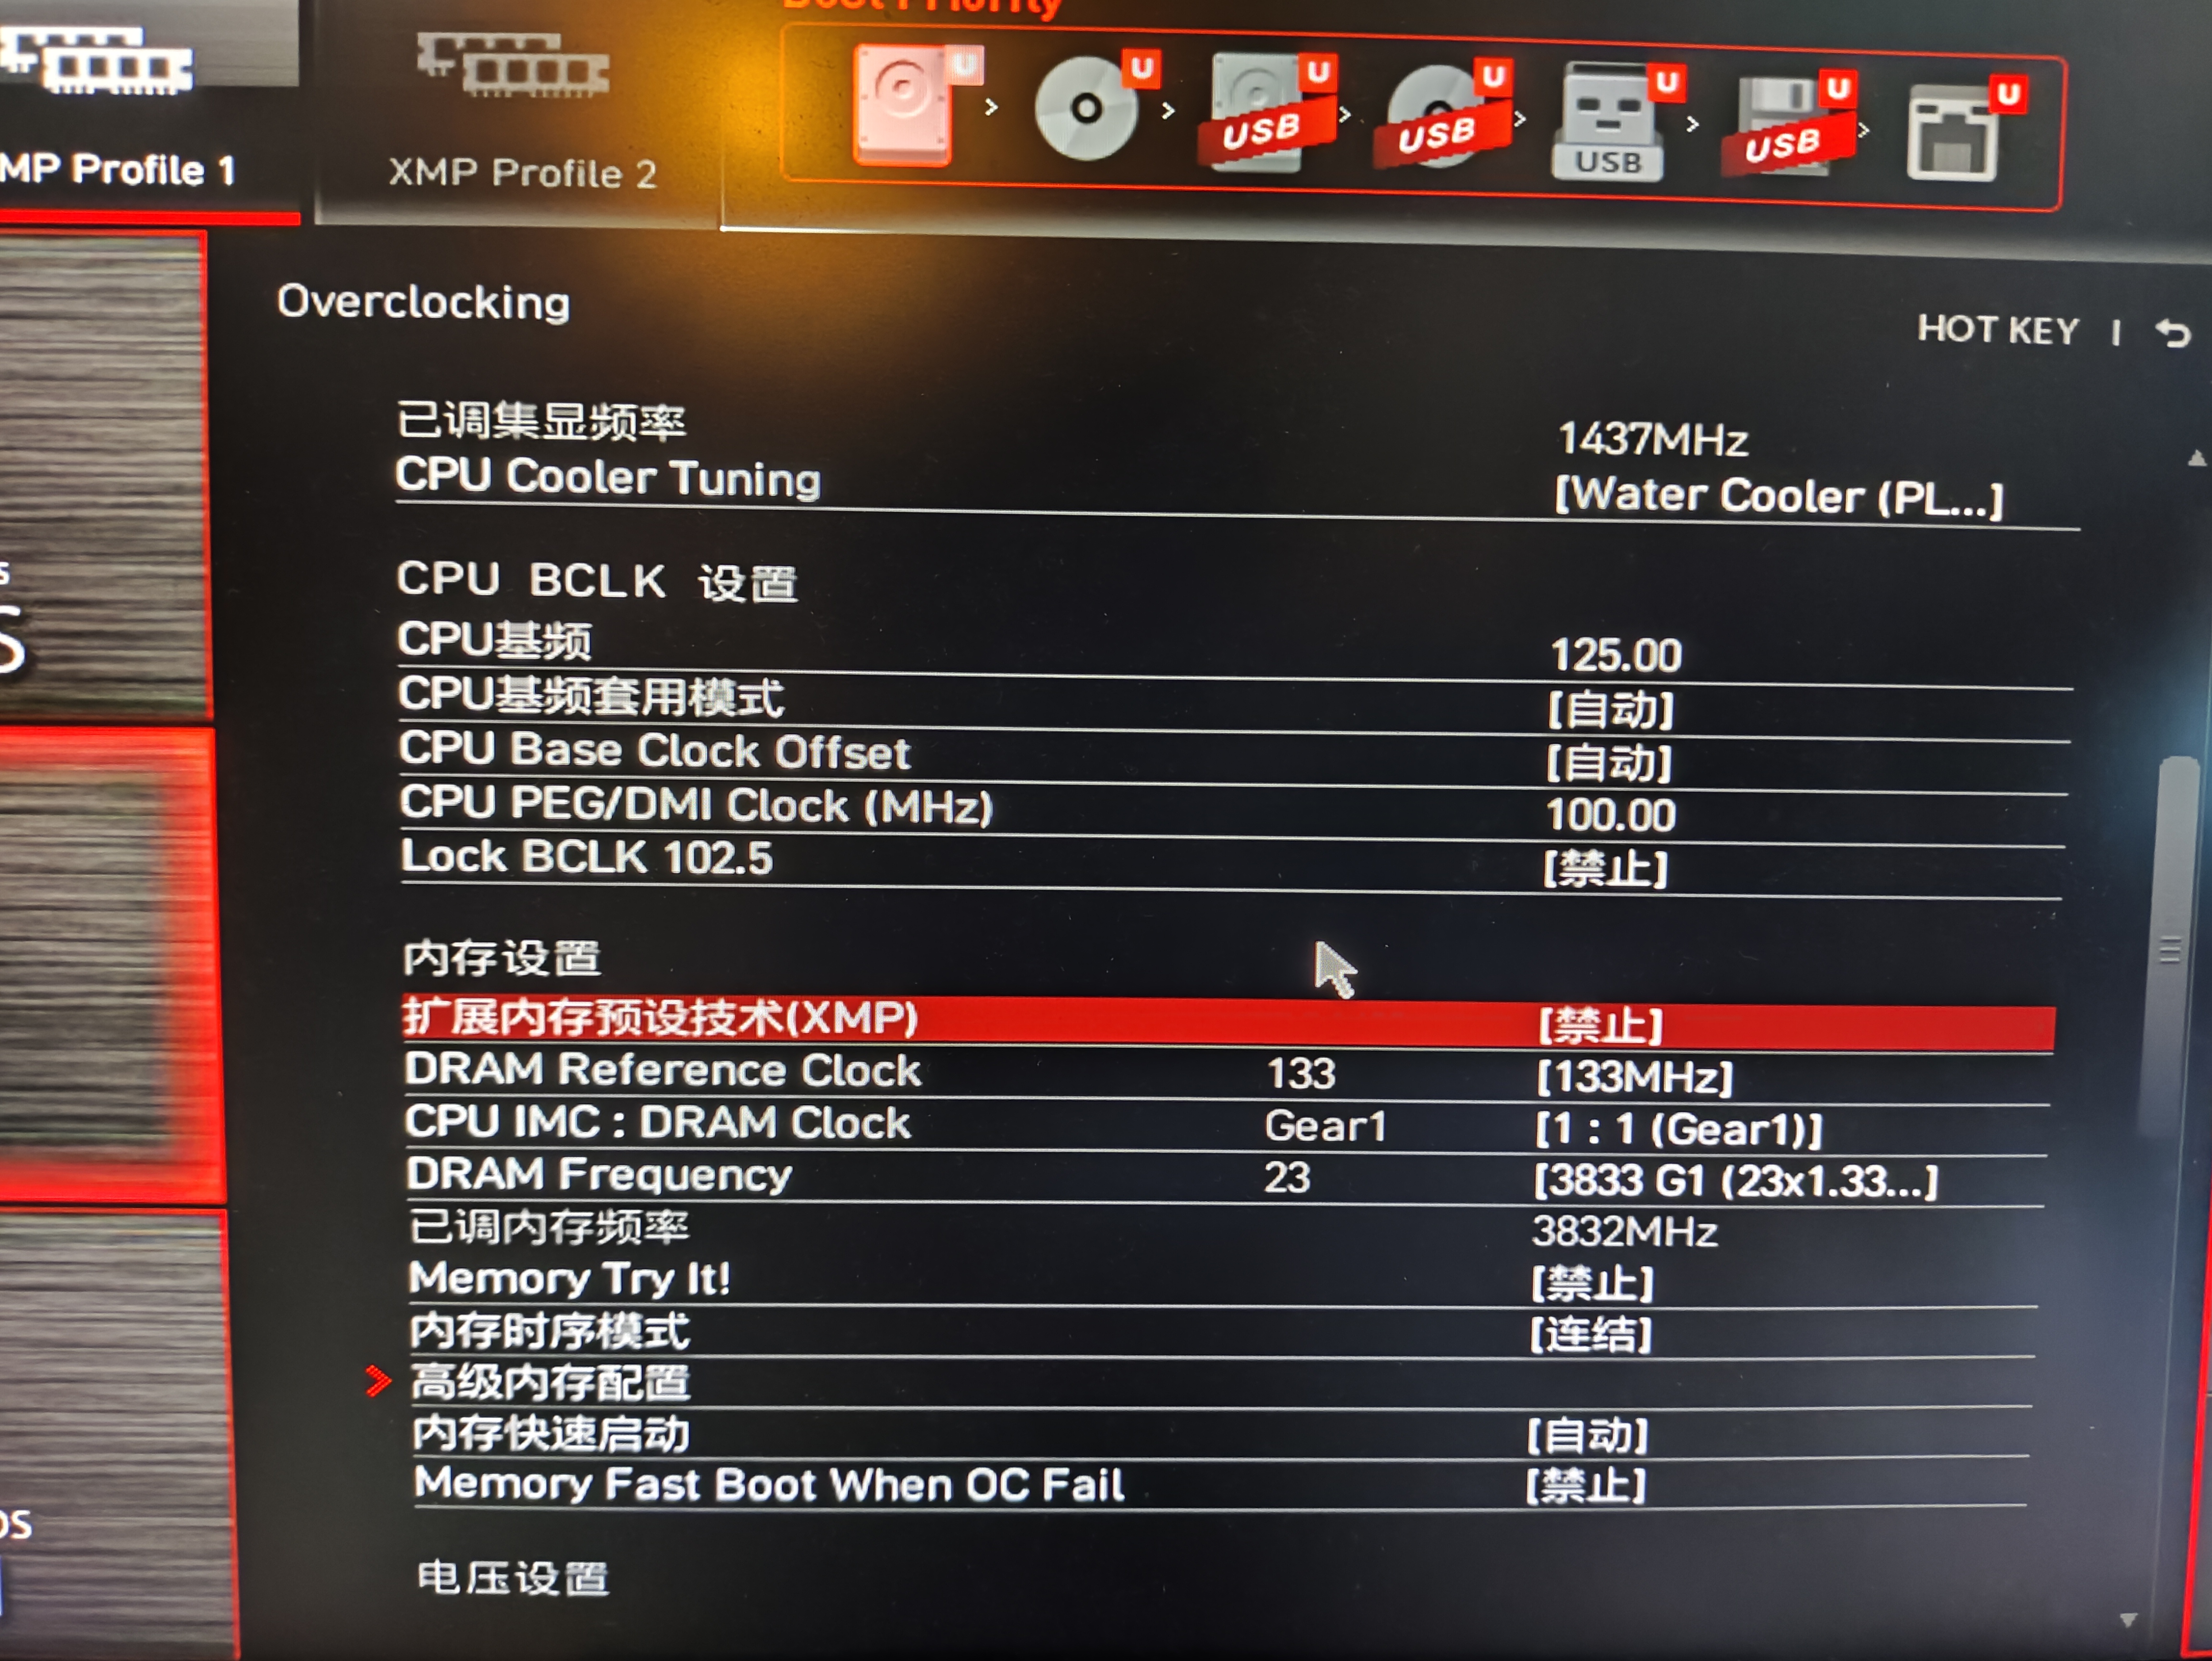 Boot Priority
U
U
U
U
U
U
U
USB
USB
USB
USB
MP Profile 1
XMP Profile 2
Overclocking
HOT KEY |
已调集显频率 1437MHz
CPU Cooler Tuning [Water Cooler (PL...]
CPU BCLK 设置
CPU基频 125.00
CPU基频套用模式 [自动]
CPU Base Clock Offset [自动]
CPU PEG/DMI Clock (MHz) 100.00
Lock BCLK 102.5 [禁止]
内存设置
扩展内存预设技术(XMP) [禁止]
DRAM Reference Clock 133 [133MHz]
CPU IMC : DRAM Clock Gear1 [1 : 1 (Gear1)]
DRAM Frequency 23 [3833 G1 (23x1.33...]
已调内存频率 3832MHz
Memory Try It! [禁止]
内存时序模式 [连结]
高级内存配置
内存快速启动 [自动]
Memory Fast Boot When OC Fail [禁止]
电压设置